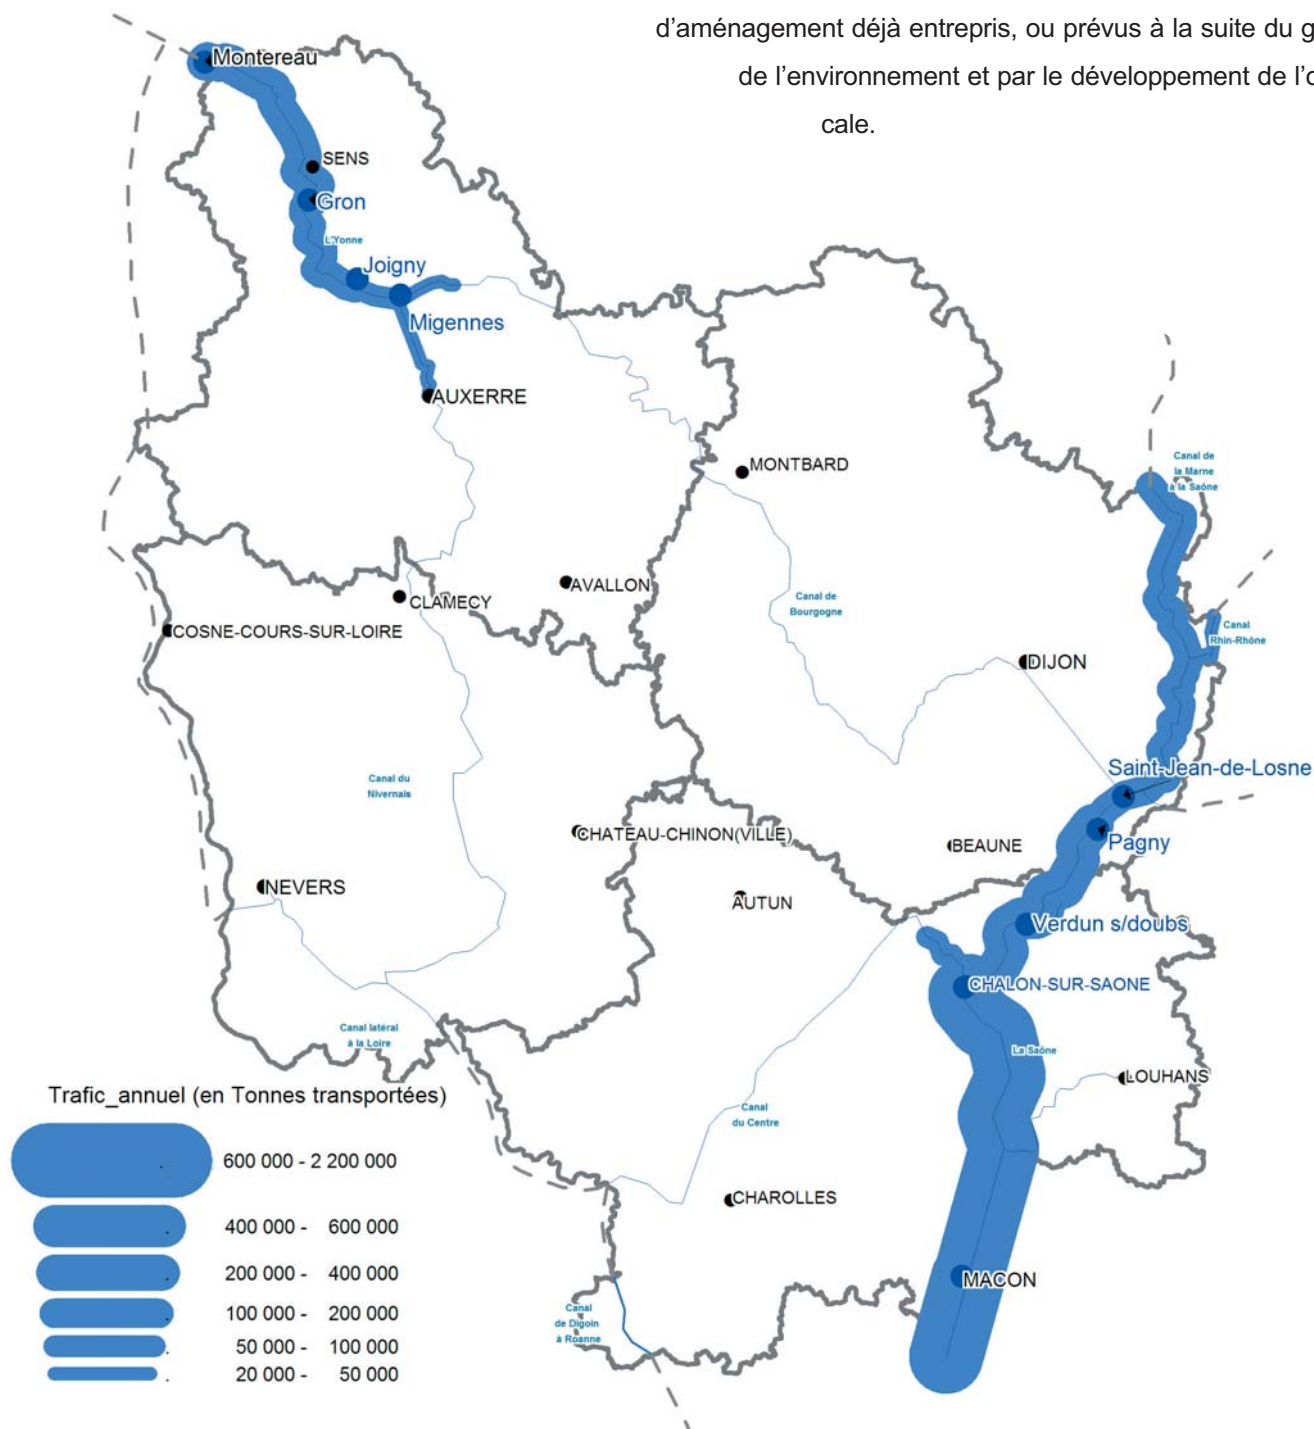 d’aménagement déjà entrepris, ou prévus à la suite du g
de l’environnement et par le développement de l’o
cale.
Montereau
SENS
Gron
L'Yonne
Joigny
Migennes
AUXERRE
MONTBARD
Canal de
la Marne
à la Saône
AVALLON
CLAMECY
Canal de
Bourgogne
COSNE-COURS-SUR-LOIRE
Canal
Rhin-Rhône
DIJON
Saint-Jean-de-Losne
Canal du
Nivernais
CHATEAU-CHINON(VILLE)
Pagny
BEAUNE
NEVERS
AUTUN
Verdun s/doubs
CHALON-SUR-SAONE
Canal latéral
à la Loire
La Saône
LOUHANS
Canal
du Centre
CHAROLLES
MACON
Canal
de Digoin
à Roanne
Trafic_annuel (en Tonnes transportées)
600 000 - 2 200 000
400 000 - 600 000
200 000 - 400 000
100 000 - 200 000
50 000 - 100 000
20 000 - 50 000